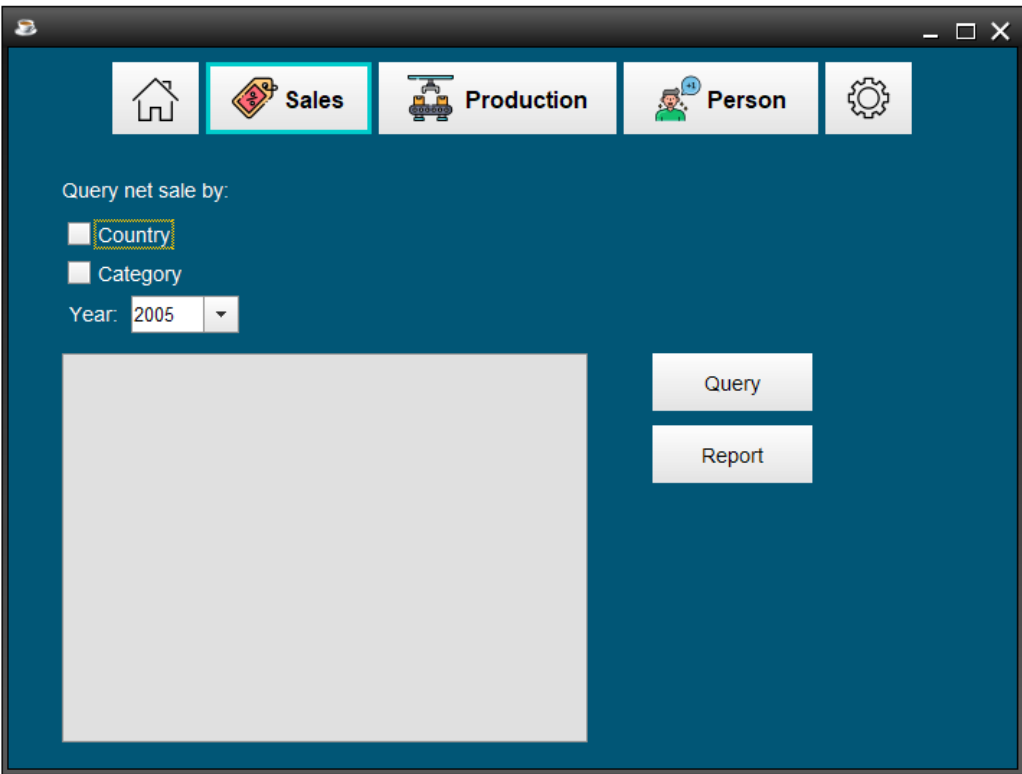 Sales Production Person
Query net sale by:
Country
Category
Year: 2005
Query
Report